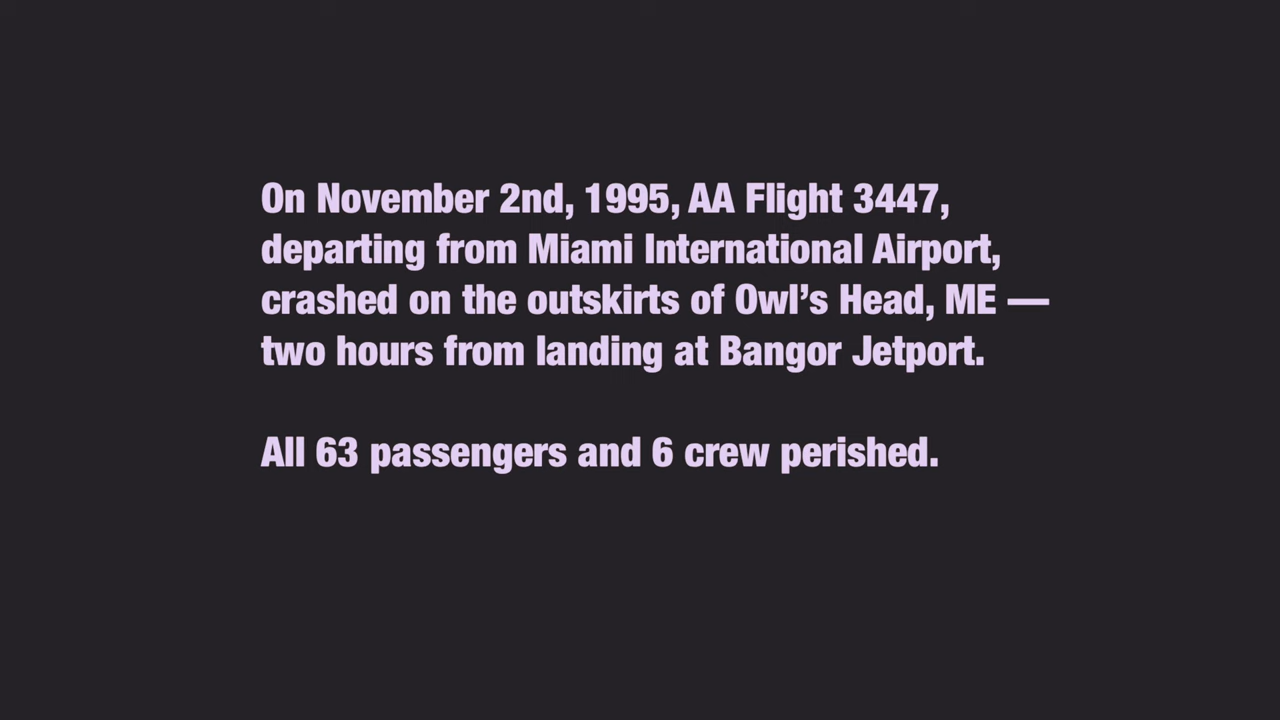 On November 2nd, 1995, AA Flight 3447,
departing from Miami International Airport,
crashed on the outskirts of Owl’s Head, ME —
two hours from landing at Bangor Jetport.
All 63 passengers and 6 crew perished.